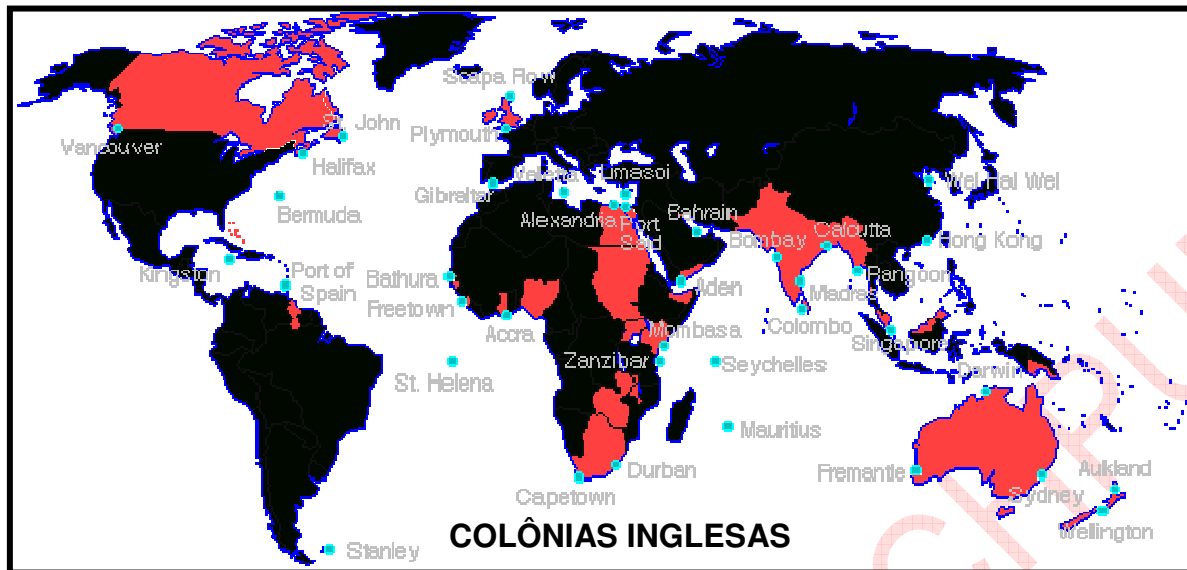 Scapa Flow
St. John
Plymouth
Vancouver
Halifax
Valetta
Limasol
Gibraltar
Wei Hai Wei
Bermuda
Alexandria
Port
Said
Bahrain
Bombay
Calcutta
Hong Kong
Kingston
Port of
Spain
Bathura
Rangoon
Aden
Madras
Freetown
Accra
Mombasa
Colombo
Singapore
Zanzibar
Seychelles
St. Helena
Darwin
Mauritius
Durban
Fremantle
Aukland
Sydney
Capetown
Wellington
COLÔNIAS INGLESAS
Stanley